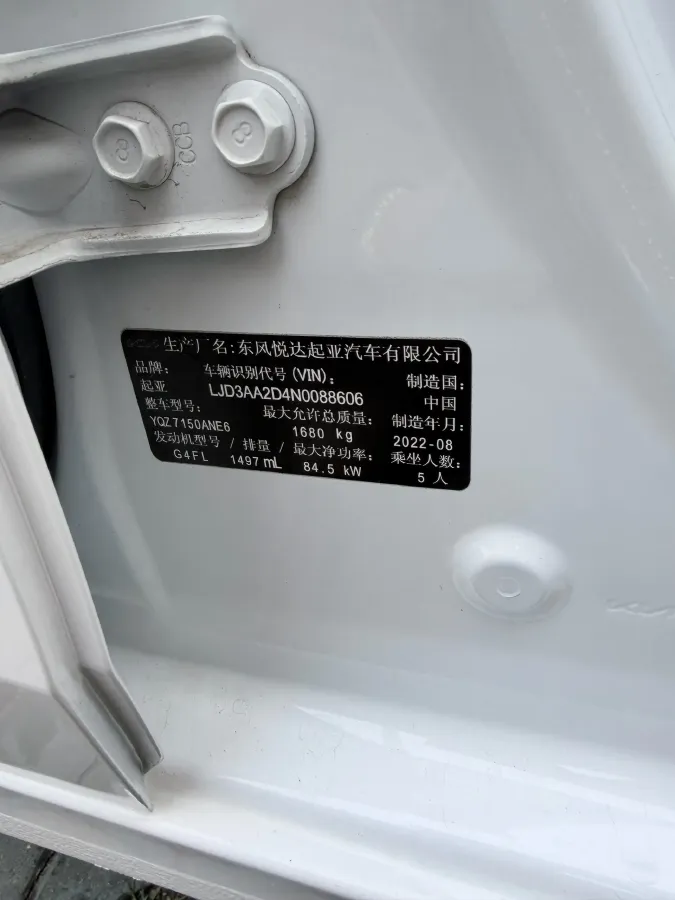 8
CCB
8
生产厂名:东风悦达起亚汽车有限公司
品牌: 车辆识别代号(VIN): 制造国:
起亚 LJD3AA2D4N0088606 中国
整车型号: 最大允许总质量: 制造年月:
YQZ7150ANE6 1680 kg 2022-08
发动机型号 / 排量 / 最大净功率: 乘坐人数:
G4FL 1497 mL 84.5 kW 5 人